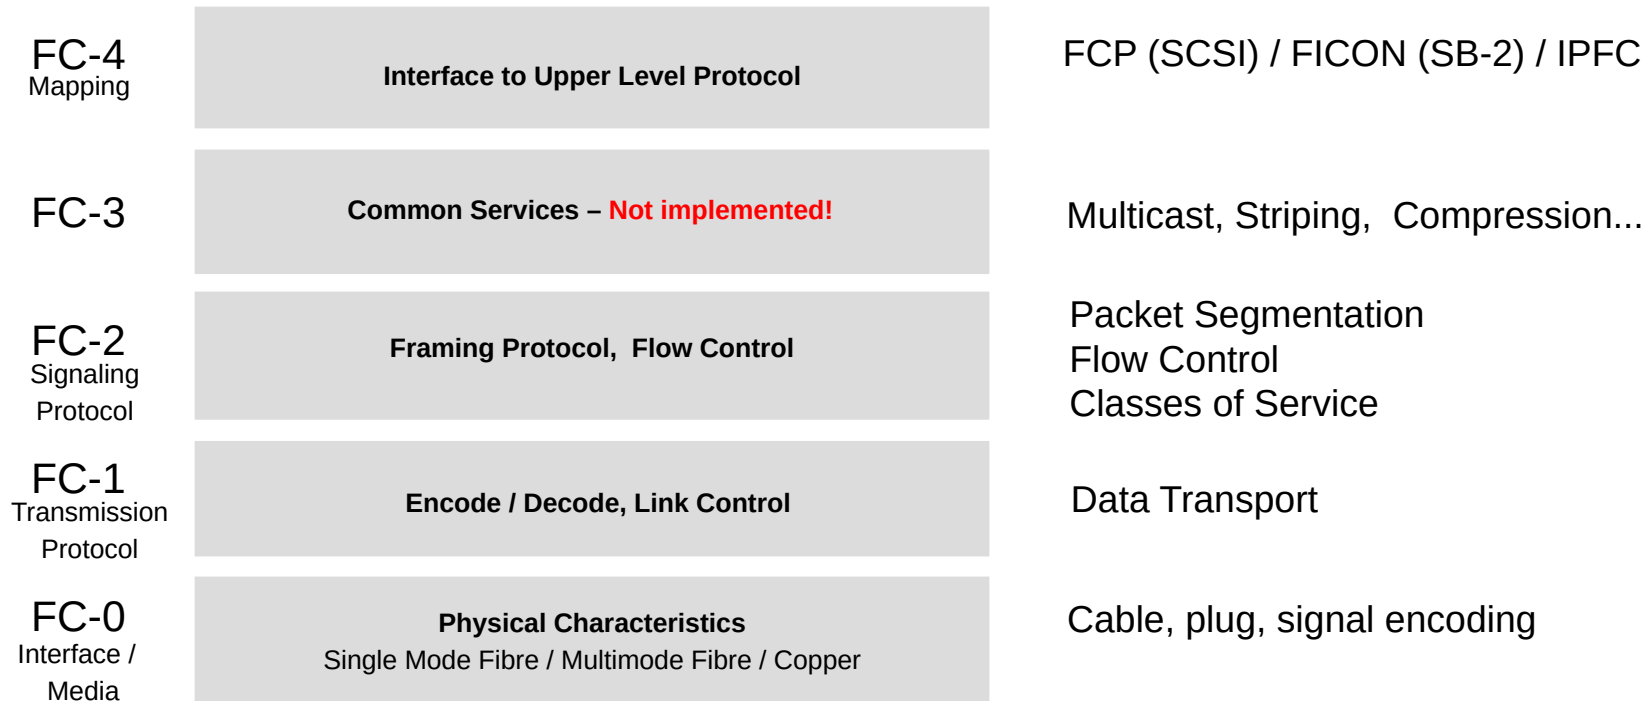 FC-4
Mapping
Interface to Upper Level Protocol
FCP (SCSI) / FICON (SB-2) / IPFC
FC-3
Common Services – Not implemented!
Multicast, Striping,  Compression...
FC-2
Signaling
Protocol
Framing Protocol,  Flow Control
Packet Segmentation
Flow Control
Classes of Service
FC-1
Transmission
Protocol
Encode / Decode, Link Control
Data Transport
FC-0
Interface /
Media
Physical Characteristics
Single Mode Fibre / Multimode Fibre / Copper
Cable, plug, signal encoding